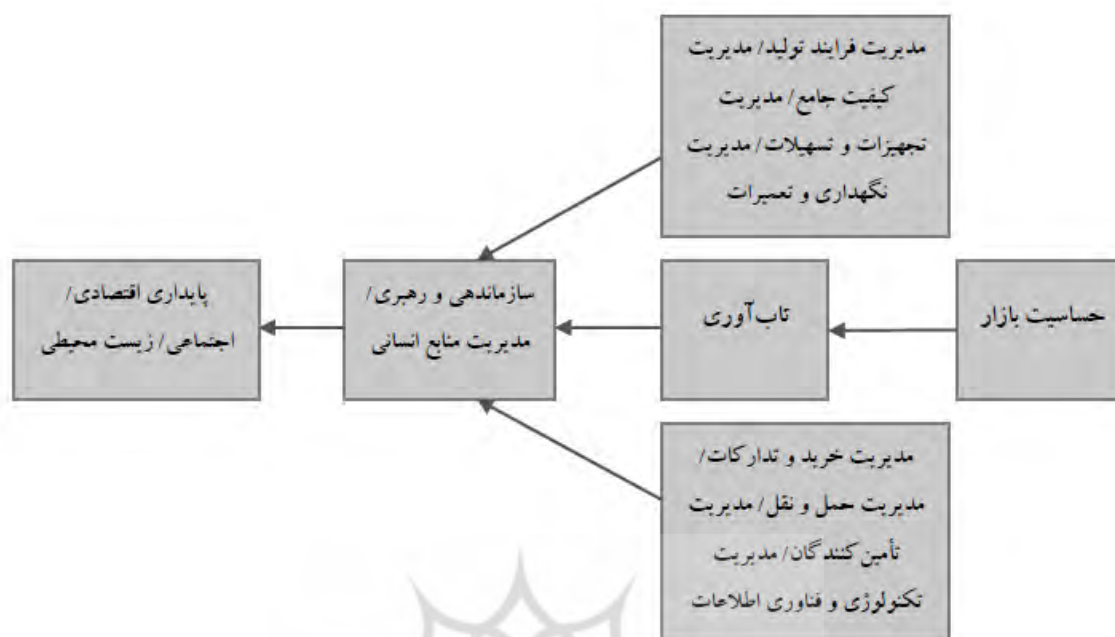 مدیریت فرایند تولید/ مدیریت
کیفیت جامع/ مدیریت
تجهیزات و تسهیلات/ مدیریت
نگهداری و تعمیرات
حساسیت بازار
تاب‌آوری
سازماندهی و رهبری/
مدیریت منابع انسانی
پایداری اقتصادی/
اجتماعی/ زیست محیطی
مدیریت خرید و تدارکات/
مدیریت حمل و نقل/ مدیریت
تأمین‌کنندگان/ مدیریت
تکنولوژی و فناوری اطلاعات